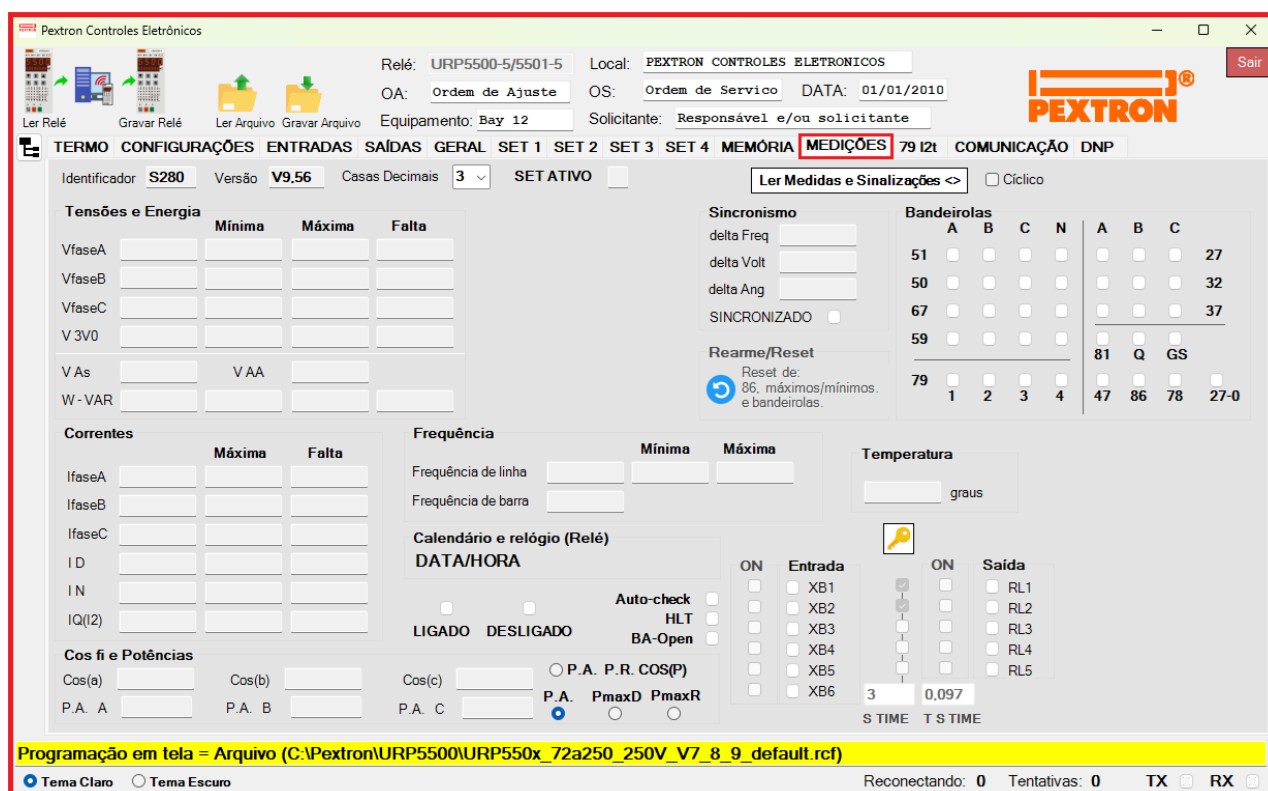 Pextron Controles Eletrônicos
Relé: URP5500-5/5501-5 Local: PEXTRON CONTROLES ELETRONICOS Sair
OA: Ordem de Ajuste OS: Ordem de Servico DATA: 01/01/2010
Equipamento: Bay 12 Solicitante: Responsável e/ou solicitante
PEXTRON ®
Ler Relé Gravar Relé Ler Arquivo Gravar Arquivo
TERMO CONFIGURAÇÕES ENTRADAS SAÍDAS GERAL SET 1 SET 2 SET 3 SET 4 MEMÓRIA MEDIÇÕES 79 I2t COMUNICAÇÃO DNP
Identificador S280 Versão V9,56 Casas Decimais 3 SET ATIVO Ler Medidas e Sinalizações <> Cíclico
Tensões e Energia
Mínima Máxima Falta
VfaseA
VfaseB
VfaseC
V 3V0
V As V AA
W - VAR
Sincronismo
delta Freq
delta Volt
delta Ang
SINCRONIZADO
Rearme/Reset
Reset de:
86, máximos/mínimos.
e bandeirolas.
Bandeirolas
A B C N A B C
51 27
50 32
67 37
59
81 Q GS
79
1 2 3 4 47 86 78 27-0
Correntes
Máxima Falta
IfaseA
IfaseB
IfaseC
I D
I N
IQ(I2)
Frequência
Mínima Máxima
Frequência de linha
Frequência de barra
Temperatura
graus
Calendário e relógio (Relé)
DATA/HORA
Auto-check
HLT
BA-Open
LIGADO DESLIGADO
ON Entrada
XB1
XB2
XB3
XB4
XB5
XB6
ON Saída
RL1
RL2
RL3
RL4
RL5
3 0,097
S TIME T S TIME
Cos fi e Potências
Cos(a) Cos(b) Cos(c) P.A. P.R. COS(P)
P.A. A P.A. B P.A. C P.A. PmaxD PmaxR
Programação em tela = Arquivo (C:\Pextron\URP5500\URP550x_72a250_250V_V7_8_9_default.rcf)
Tema Claro Tema Escuro Reconectando: 0 Tentativas: 0 TX RX